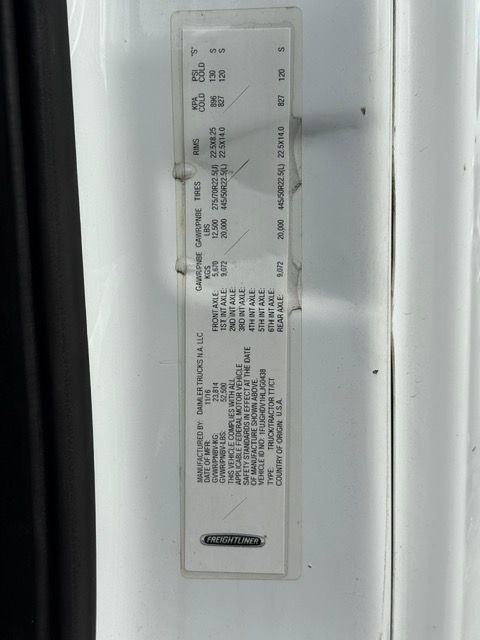 FREIGHTLINER
MANUFACTURED BY: DAIMLER TRUCKS N.A. LLC
DATE OF MFR: 11/16
GVWR/PNBV-KG: 23,814
GVWR/PNBV-LBS: 52,500
THIS VEHICLE COMPLIES WITH ALL
APPLICABLE FEDERAL MOTOR VEHICLE
SAFETY STANDARDS IN EFFECT AT THE DATE
OF MANUFACTURE SHOWN ABOVE.
VEHICLE ID #: 1FUJGHDV1HLJG0438
TYPE: TRUCK/TRACTOR TT/CT
COUNTRY OF ORIGIN: U.S.A.
GAWR/PNBE KGS GAWR/PNBE LBS TIRES RIMS KPA COLD PSI COLD "S"
FRONT AXLE: 5,670 12,500 275/70R22.5(J) 22.5X8.25 896 130 S
1ST INT AXLE: 9,072 20,000 445/50R22.5(L) 22.5X14.0 827 120 S
2ND INT AXLE:
3RD INT AXLE:
4TH INT AXLE:
5TH INT AXLE:
6TH INT AXLE:
REAR AXLE: 9,072 20,000 445/50R22.5(L) 22.5X14.0 827 120 S